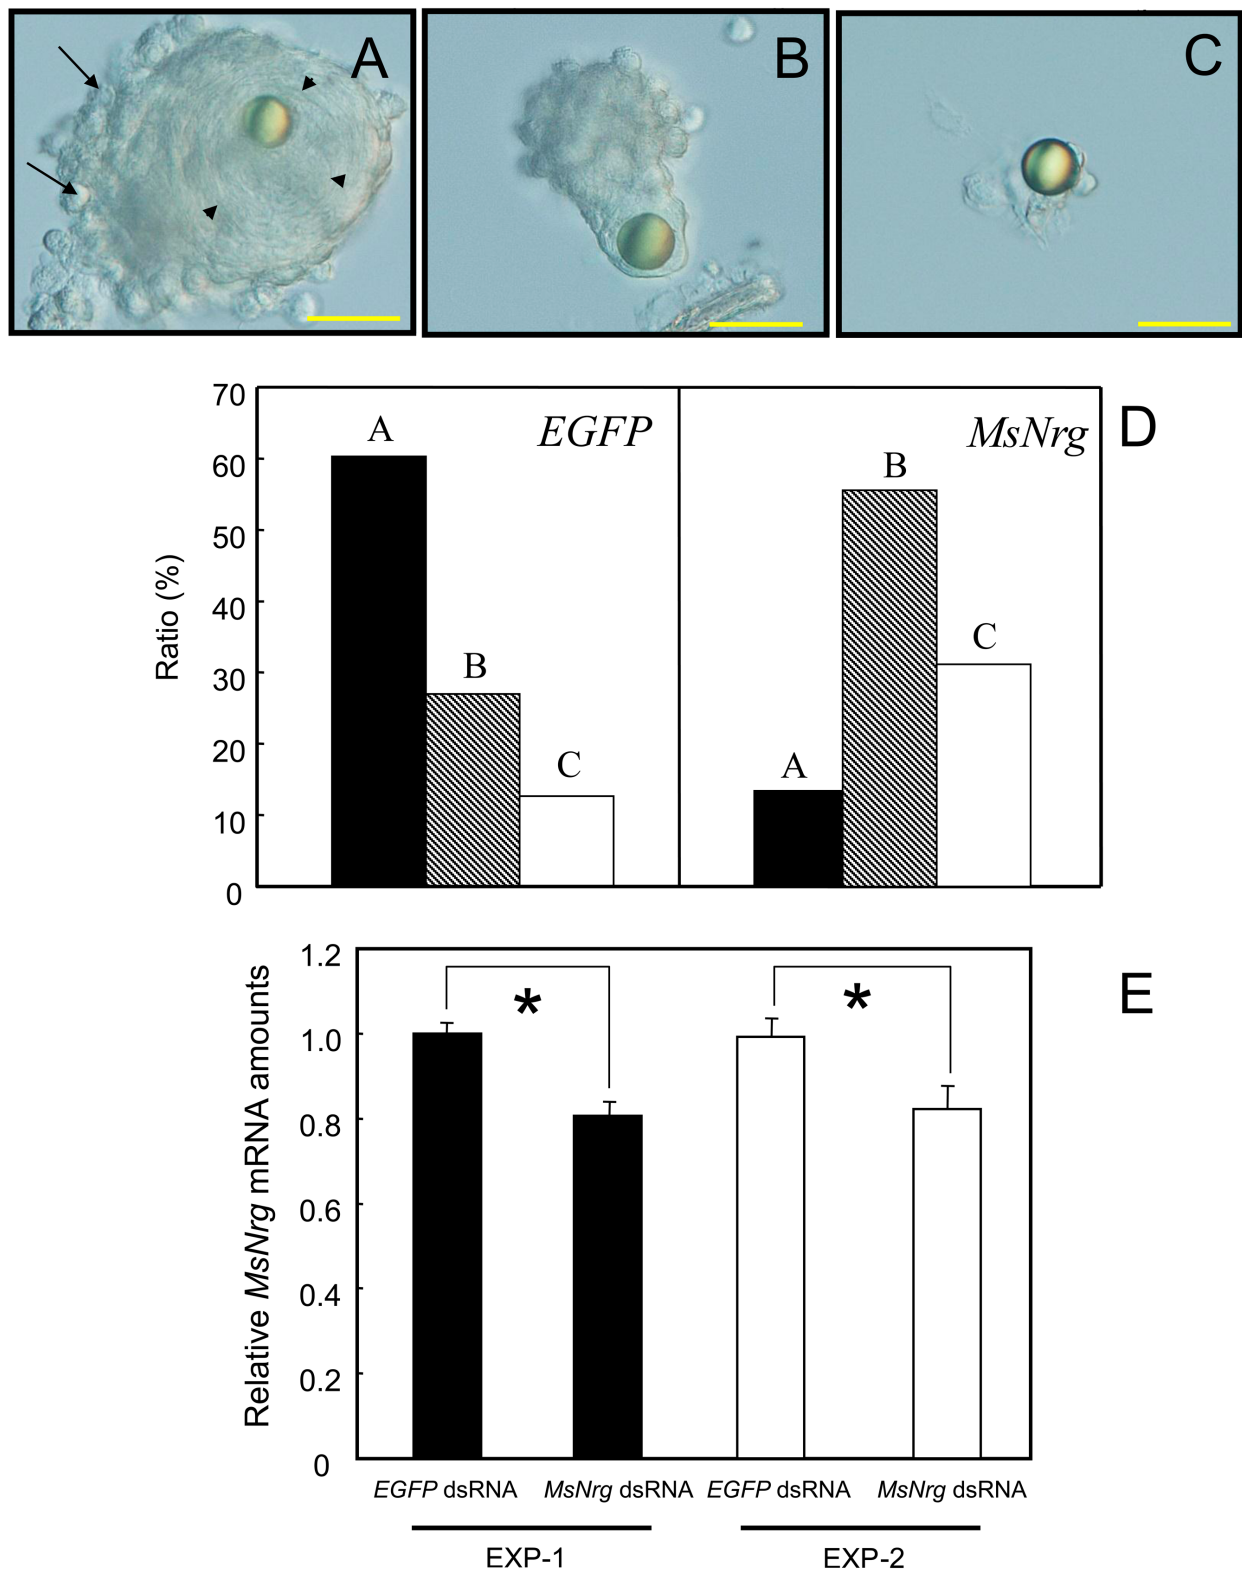 A
B
C
70
60
50
40
30
20
10
0
Ratio (%)
EGFP
A
B
C
MsNrg
A
B
C
D
1.2
1.0
0.8
0.6
0.4
0.2
0
Relative MsNrg mRNA amounts
*
*
E
EGFP dsRNA MsNrg dsRNA EGFP dsRNA MsNrg dsRNA
EXP-1 EXP-2